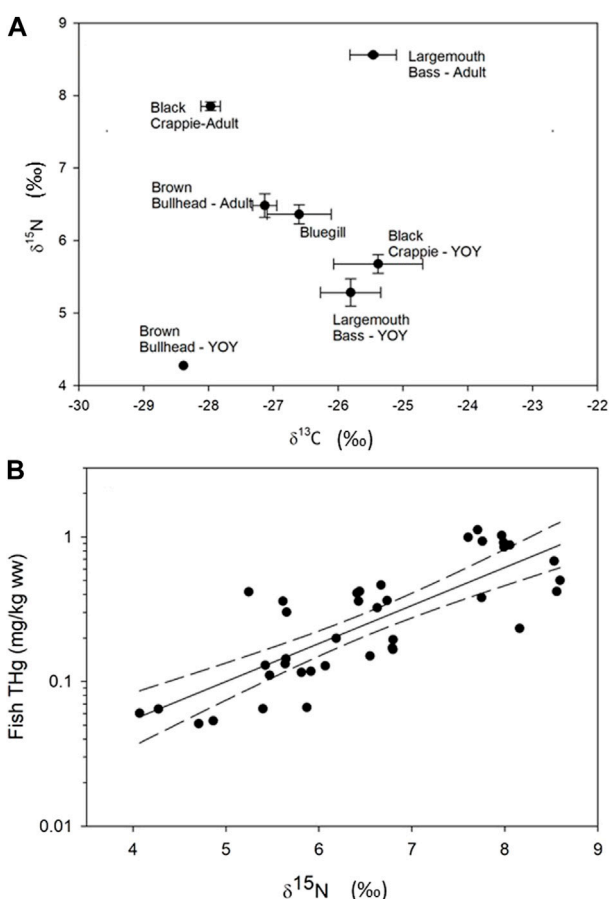 A
9
8
7
6
5
4
δ15N (‰)
Largemouth
Bass - Adult
Black
Crappie-Adult
Brown
Bullhead - Adult
Bluegill
Black
Crappie - YOY
Largemouth
Bass - YOY
Brown
Bullhead - YOY
-30 -29 -28 -27 -26 -25 -24 -23 -22
δ13C (‰)
B
1
0.1
0.01
Fish THg (mg/kg ww)
4 5 6 7 8 9
δ15N (‰)